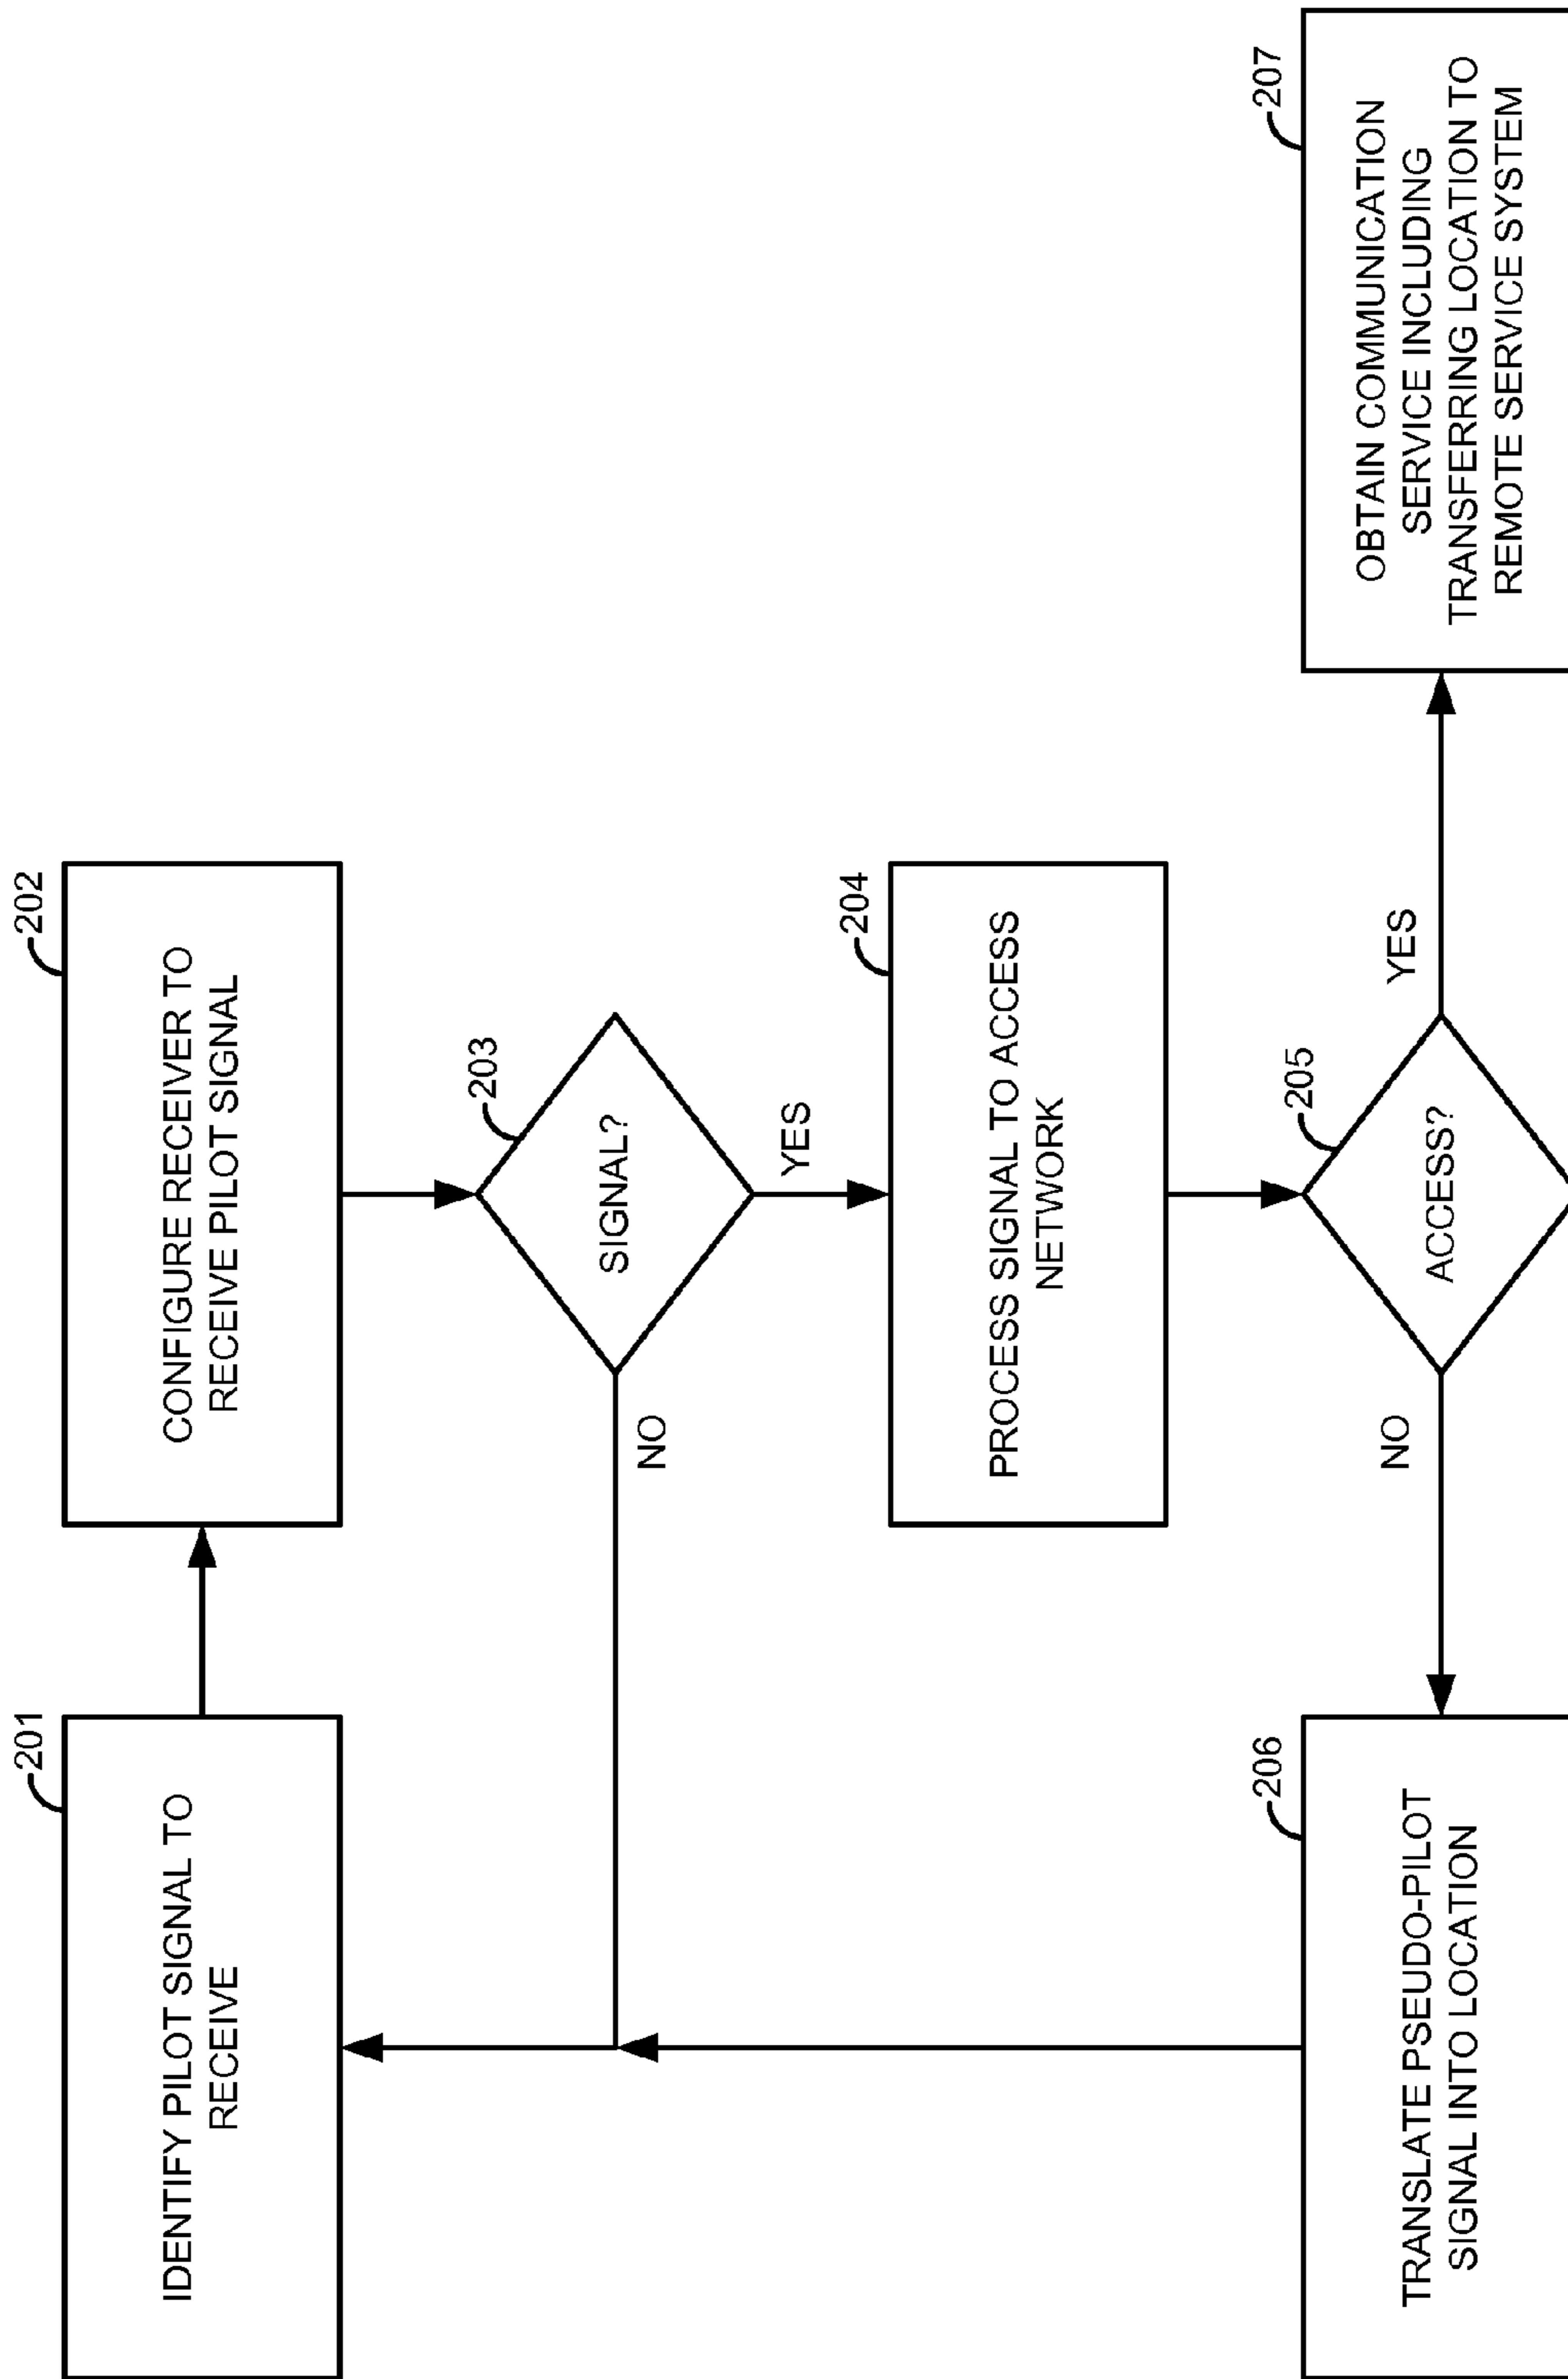 201
IDENTIFY PILOT SIGNAL TO
RECEIVE
202
CONFIGURE RECEIVER TO
RECEIVE PILOT SIGNAL
203
SIGNAL?
NO
YES
204
PROCESS SIGNAL TO ACCESS
NETWORK
205
ACCESS?
NO
YES
206
TRANSLATE PSEUDO-PILOT
SIGNAL INTO LOCATION
207
OBTAIN COMMUNICATION
SERVICE INCLUDING
TRANSFERRING LOCATION TO
REMOTE SERVICE SYSTEM